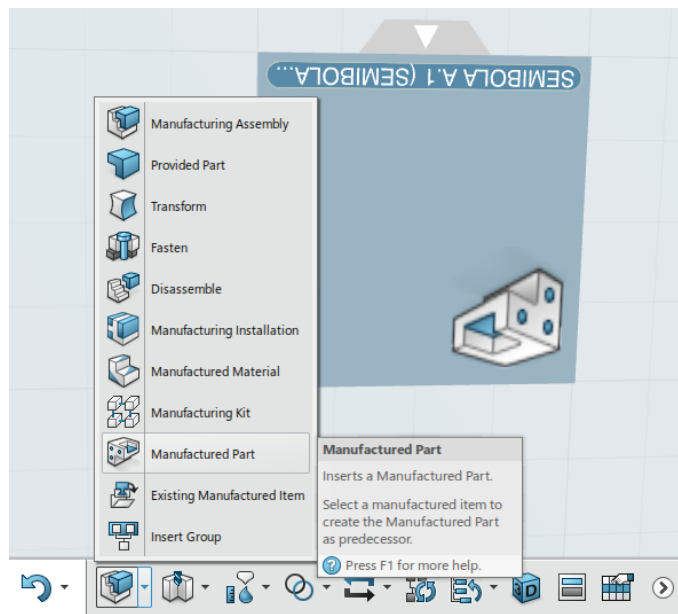 SEMIBOLA A.1 (SEMIBOLA...
Manufacturing Assembly
Provided Part
Transform
Fasten
Disassemble
Manufacturing Installation
Manufactured Material
Manufacturing Kit
Manufactured Part
Existing Manufactured Item
Insert Group
Manufactured Part
Inserts a Manufactured Part.
Select a manufactured item to
create the Manufactured Part
as predecessor.
? Press F1 for more help.
3D